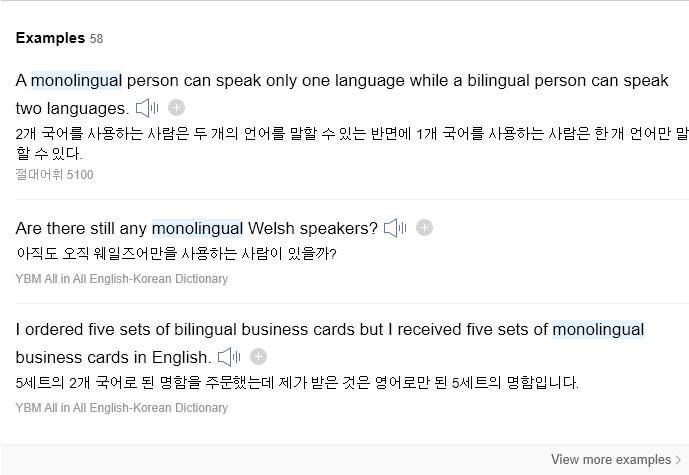 Examples 58
A monolingual person can speak only one language while a bilingual person can speak
two languages.
2개 국어를 사용하는 사람은 두 개의 언어를 말할 수 있는 반면에 1개 국어를 사용하는 사람은 한 개 언어만 말
할 수 있다.
절대어휘 5100
Are there still any monolingual Welsh speakers?
아직도 오직 웨일즈어만을 사용하는 사람이 있을까?
YBM All in All English-Korean Dictionary
I ordered five sets of bilingual business cards but I received five sets of monolingual
business cards in English.
5세트의 2개 국어로 된 명함을 주문했는데 제가 받은 것은 영어로만 된 5세트의 명함입니다.
YBM All in All English-Korean Dictionary
View more examples